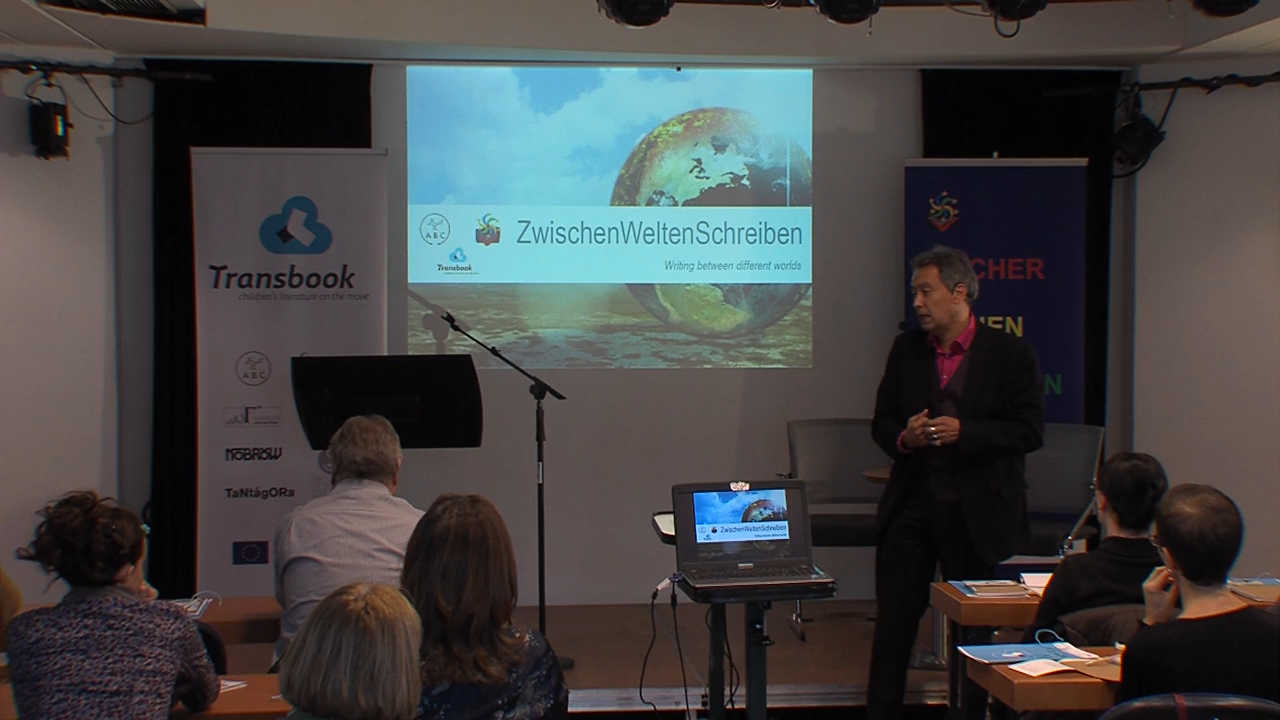 Transbook
children's literature on the move
ABC
NOBROW
TaNtágORa
ABC
Transbook
ZwischenWeltenSchreiben
Writing between different worlds
CHER
EN
N
ZwischenWeltenSchreiben